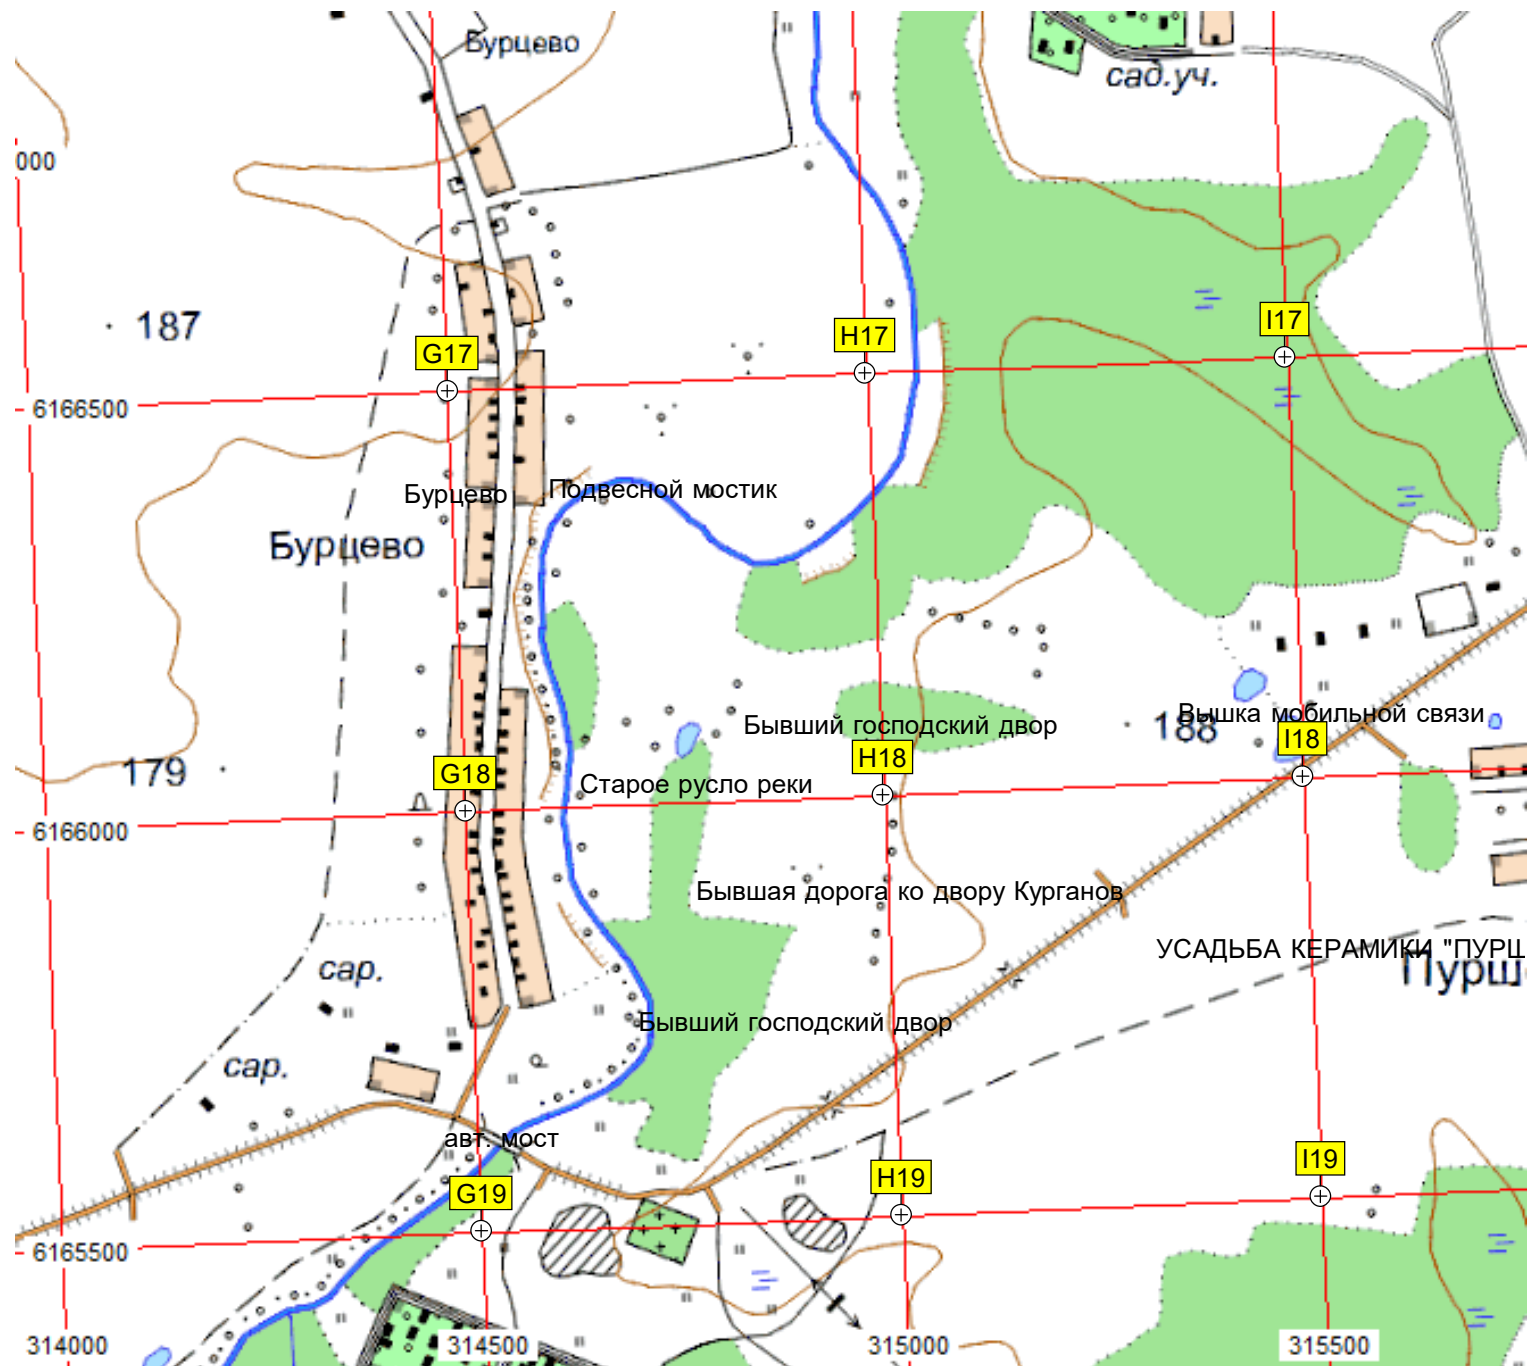 Бурцево
сад.уч.
000
187
I17
H17
G17
6166500
Бурцево
Подвесной мостик
Бурцево
Бывший господский двор
188
Вышка мобильной связи
I18
H18
179
G18
Старое русло реки
6166000
Бывшая дорога ко двору Курганов
УСАДЬБА КЕРАМИКИ "ПУРШ
Пурш
сар.
Бывший господский двор
сар.
авт. мост
I19
H19
G19
6165500
314000
314500
315000
315500